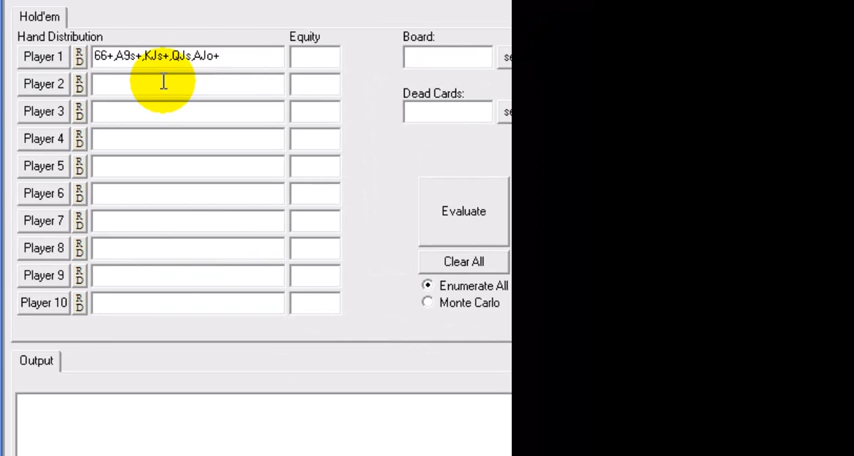 Hold'em
Hand Distribution Equity Board:
Player 1 R D 66+,A9s+,KJs+,QJs,AJo+ se
Player 2 R D
Dead Cards:
Player 3 R D se
Player 4 R D
Player 5 R D
Player 6 R D
Player 7 R D Evaluate
Player 8 R D
Clear All
Player 9 R D
Enumerate All
Player 10 R D Monte Carlo
Output